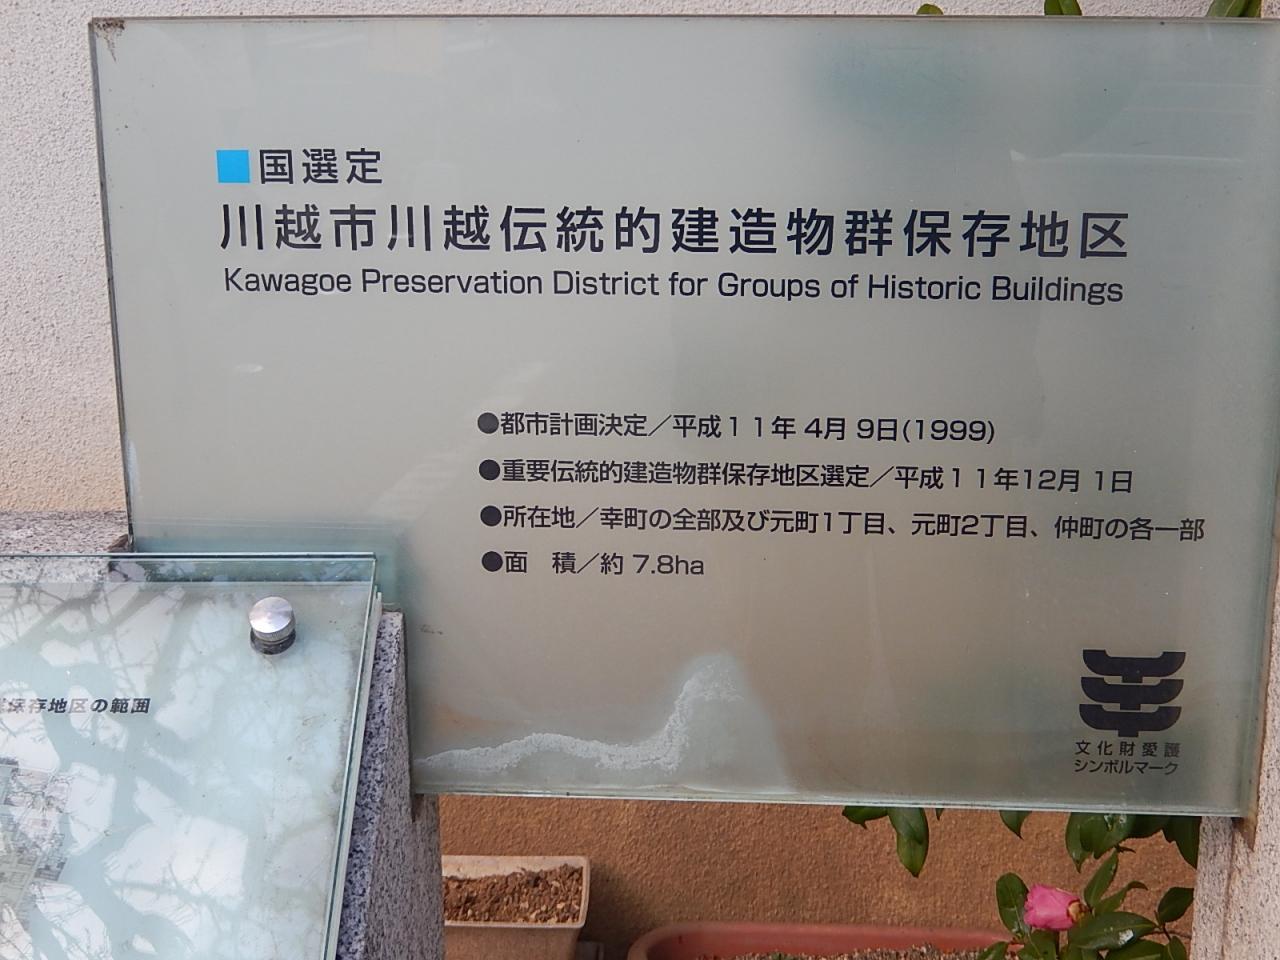 ■国選定
川越市川越伝統的建造物群保存地区
Kawagoe Preservation District for Groups of Historic Buildings
●都市計画決定／平成11年 4月 9日(1999)
●重要伝統的建造物群保存地区選定／平成11年12月 1日
●所在地／幸町の全部及び元町1丁目、元町2丁目、仲町の各一部
●面　積／約 7.8ha
文化財愛護
シンボルマーク
保存地区の範囲